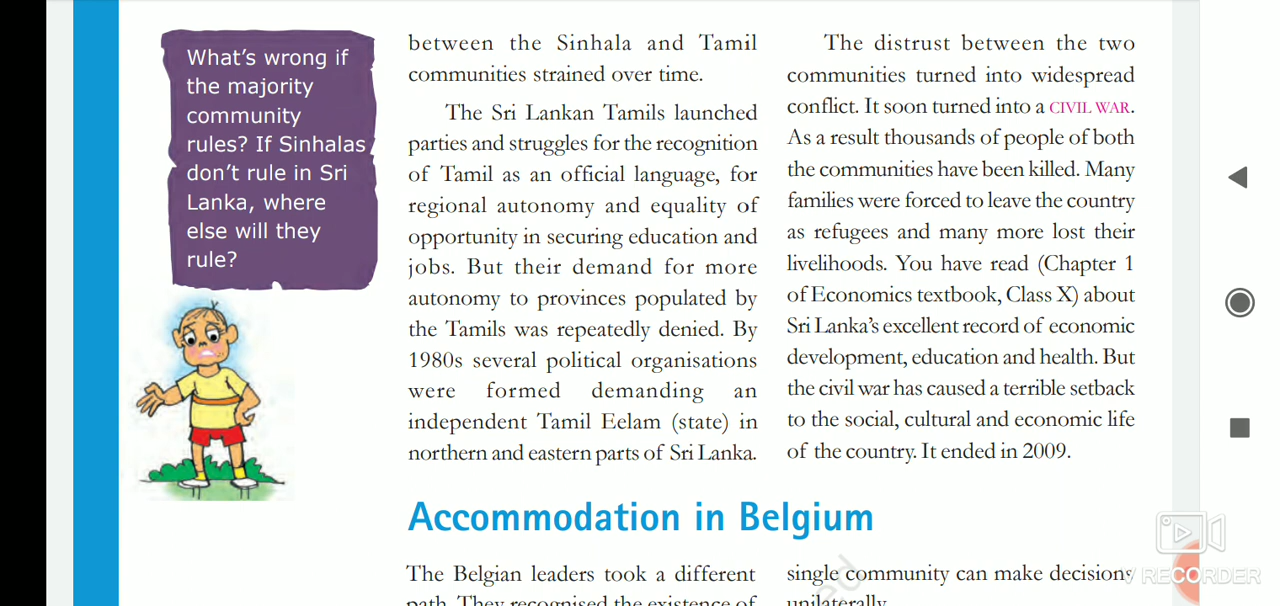 What's wrong if
the majority
community
rules? If Sinhalas
don't rule in Sri
Lanka, where
else will they
rule?
between the Sinhala and Tamil
communities strained over time.
The Sri Lankan Tamils launched
parties and struggles for the recognition
of Tamil as an official language, for
regional autonomy and equality of
opportunity in securing education and
jobs. But their demand for more
autonomy to provinces populated by
the Tamils was repeatedly denied. By
1980s several political organisations
were formed demanding an
independent Tamil Eelam (state) in
northern and eastern parts of Sri Lanka.
The distrust between the two
communities turned into widespread
conflict. It soon turned into a CIVIL WAR.
As a result thousands of people of both
the communities have been killed. Many
families were forced to leave the country
as refugees and many more lost their
livelihoods. You have read (Chapter 1
of Economics textbook, Class X) about
Sri Lanka's excellent record of economic
development, education and health. But
the civil war has caused a terrible setback
to the social, cultural and economic life
of the country. It ended in 2009.
Accommodation in Belgium
The Belgian leaders took a different
path. They recognised the existence of
single community can make decisions
unilaterally.
RECORDER